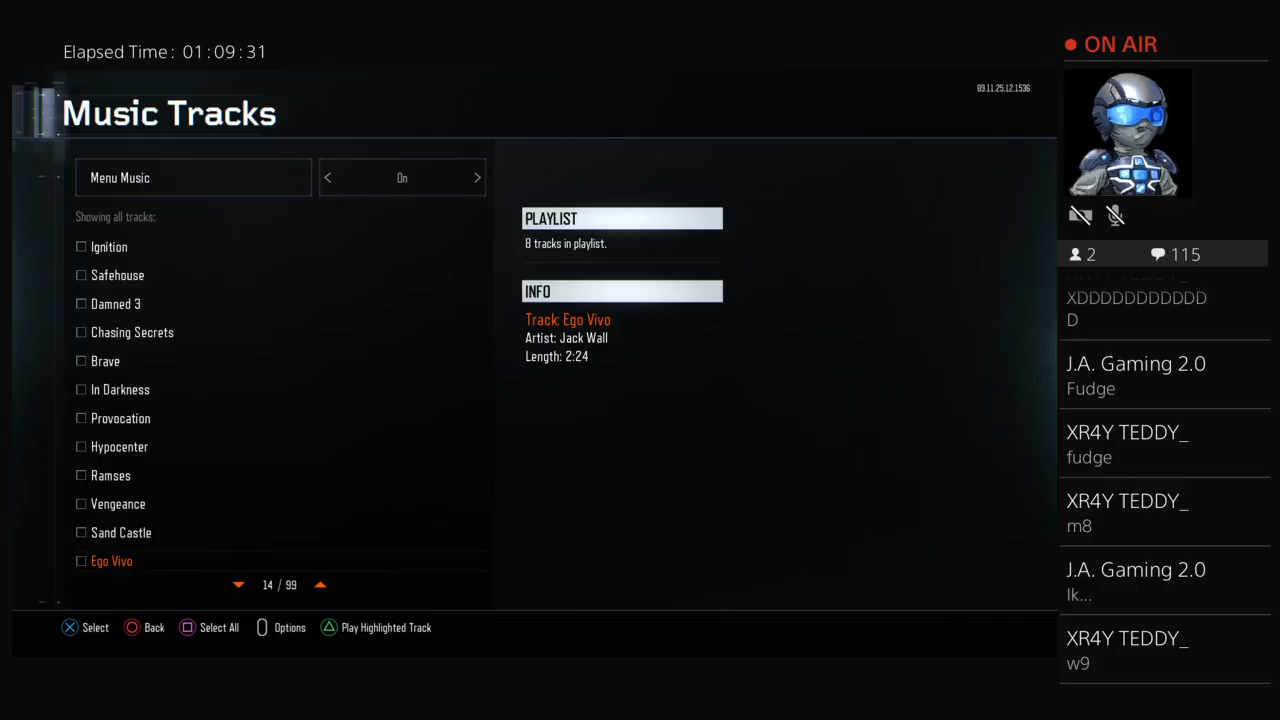 Elapsed Time: 01:09:31
ON AIR
Music Tracks
89.11.25.12.1536
Menu Music
On
Showing all tracks:
Ignition
Safehouse
Damned 3
Chasing Secrets
Brave
In Darkness
Provocation
Hypocenter
Ramses
Vengeance
Sand Castle
Ego Vivo
14 / 99
PLAYLIST
8 tracks in playlist.
INFO
Track: Ego Vivo
Artist: Jack Wall
Length: 2:24
Select
Back
Select All
Options
Play Highlighted Track
2
115
XR4Y TEDDY_
XDDDDDDDDDDD
D
J.A. Gaming 2.0
Fudge
XR4Y TEDDY_
fudge
XR4Y TEDDY_
m8
J.A. Gaming 2.0
Ik...
XR4Y TEDDY_
w9